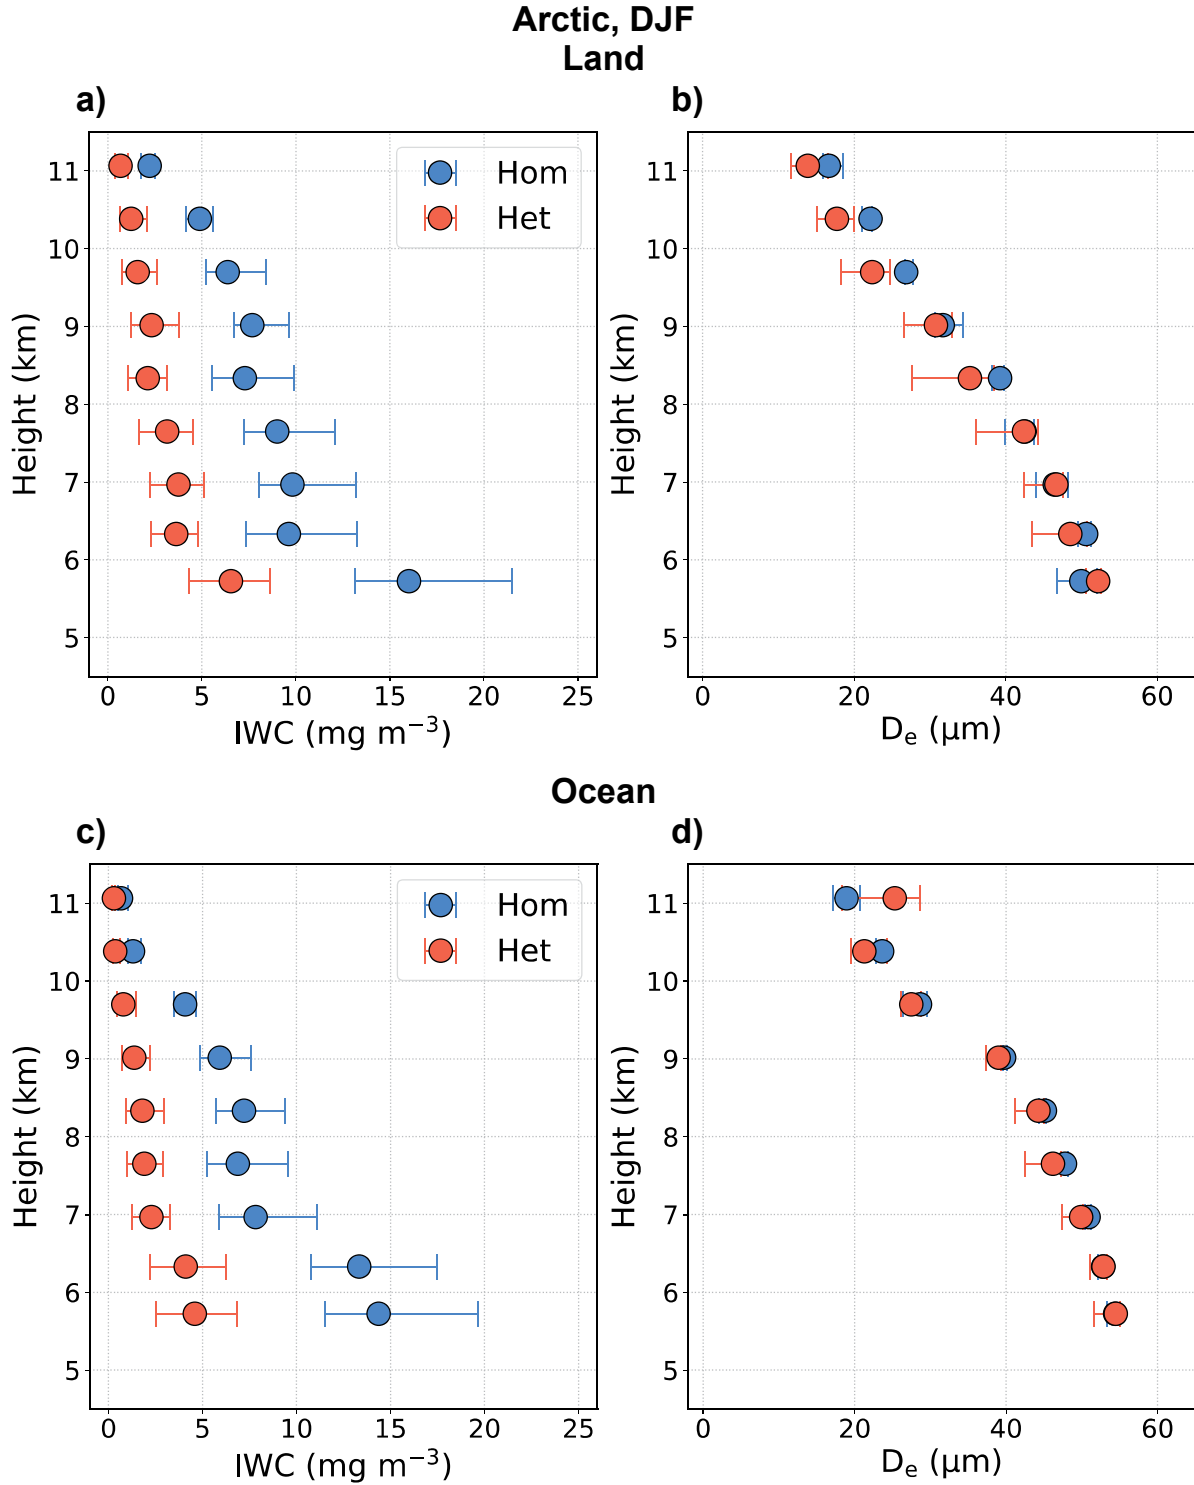 Arctic, DJF
Land
a)
b)
Hom
Het
11
10
9
8
7
6
5
Height (km)
0 5 10 15 20 25
IWC (mg m⁻³)
11
10
9
8
7
6
5
Height (km)
0 20 40 60
Dₑ (μm)
Ocean
c)
d)
Hom
Het
11
10
9
8
7
6
5
Height (km)
0 5 10 15 20 25
IWC (mg m⁻³)
11
10
9
8
7
6
5
Height (km)
0 20 40 60
Dₑ (μm)